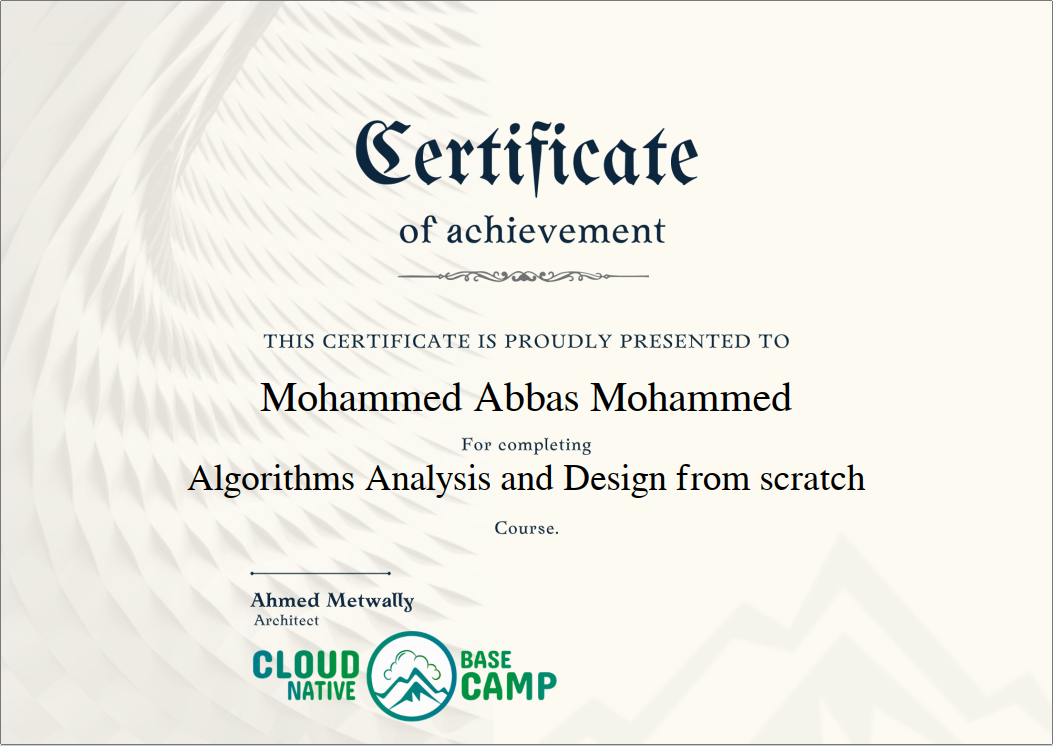 Certificate
of achievement
THIS CERTIFICATE IS PROUDLY PRESENTED TO
Mohammed Abbas Mohammed
For completing
Algorithms Analysis and Design from scratch
Course.
Ahmed Metwally
Architect
CLOUD NATIVE
BASE CAMP